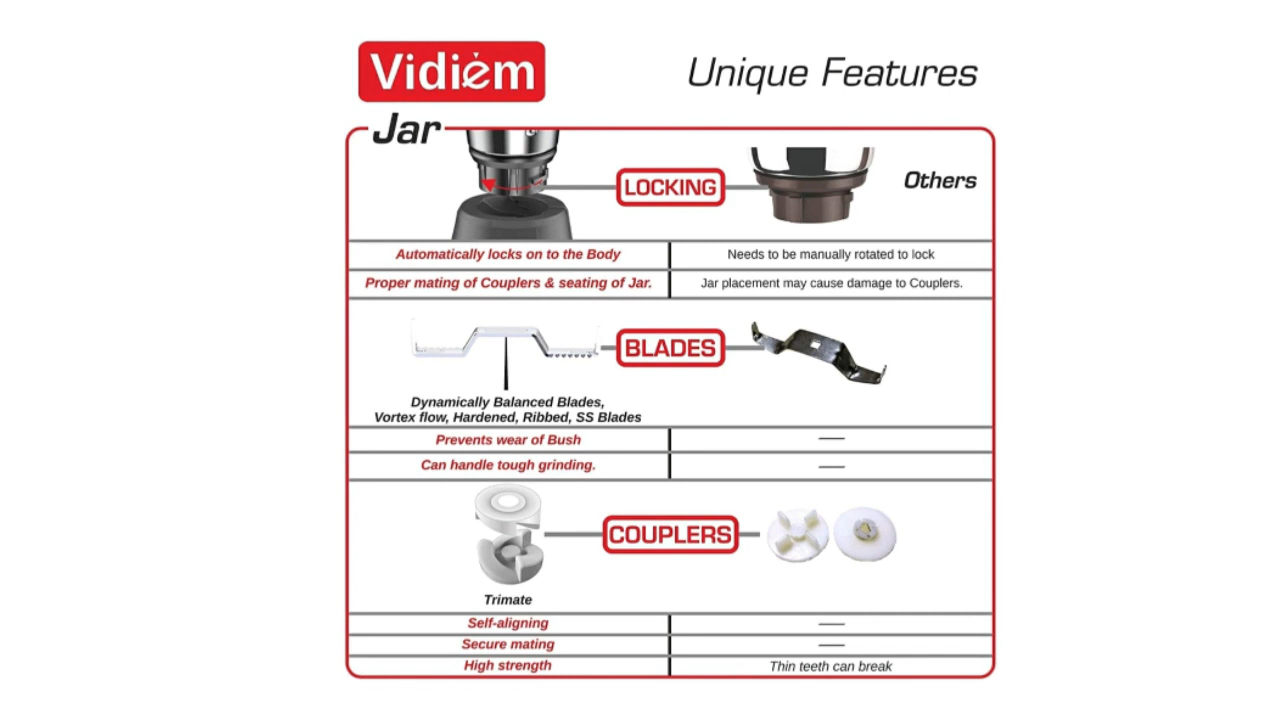 Vidiem
Unique Features
Jar
LOCKING
Others
Automatically locks on to the Body
Needs to be manually rotated to lock
Proper mating of Couplers & seating of Jar.
Jar placement may cause damage to Couplers.
BLADES
Dynamically Balanced Blades,
Vortex flow, Hardened, Ribbed, SS Blades
Prevents wear of Bush
Can handle tough grinding.
COUPLERS
Trimate
Self-aligning
Secure mating
High strength
Thin teeth can break